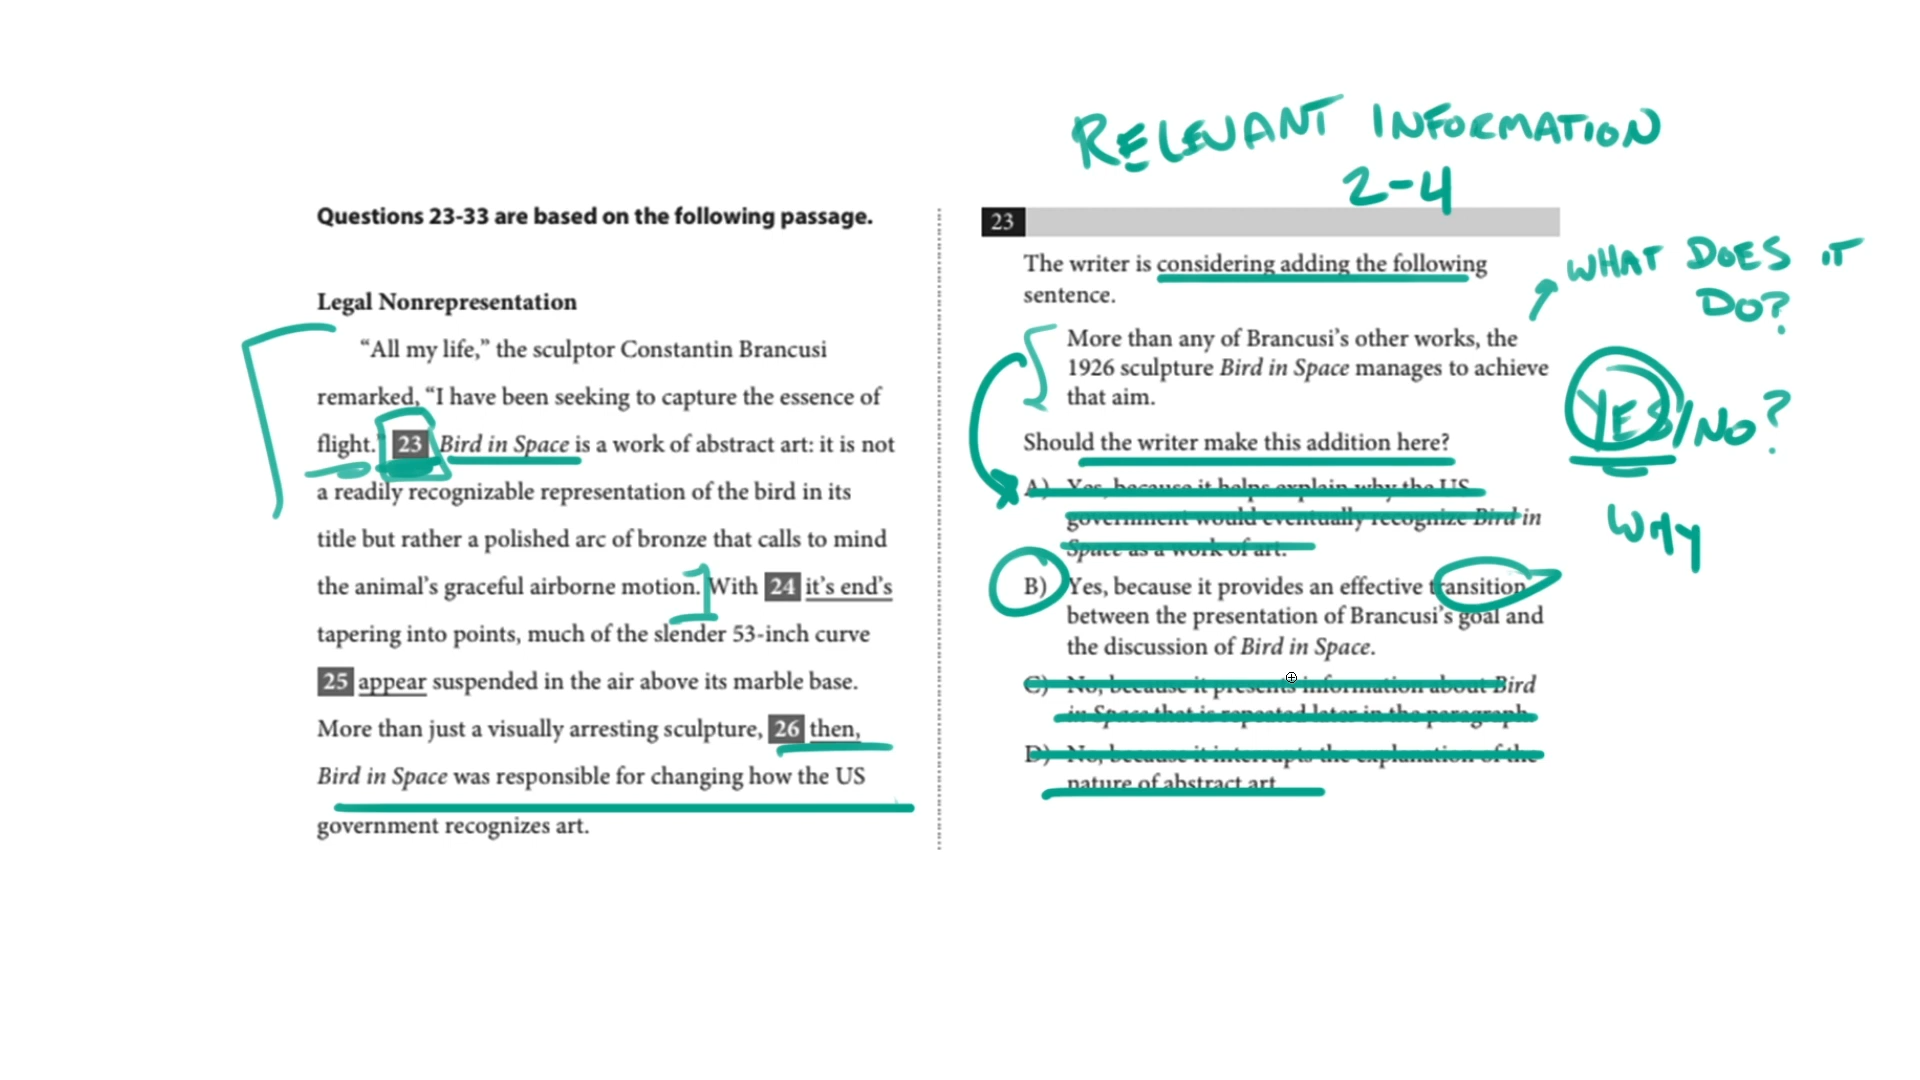 RELEVANT INFORMATION
2-4
Questions 23-33 are based on the following passage.
Legal Nonrepresentation
“All my life,” the sculptor Constantin Brancusi
remarked, “I have been seeking to capture the essence of
flight.” 23 Bird in Space is a work of abstract art: it is not
a readily recognizable representation of the bird in its
title but rather a polished arc of bronze that calls to mind
the animal’s graceful airborne motion. With 24 it’s end’s
tapering into points, much of the slender 53-inch curve
25 appear suspended in the air above its marble base.
More than just a visually arresting sculpture, 26 then,
Bird in Space was responsible for changing how the US
government recognizes art.
23
The writer is considering adding the following
sentence.
More than any of Brancusi’s other works, the
1926 sculpture Bird in Space manages to achieve
that aim.
Should the writer make this addition here?
A) Yes, because it helps explain why the US
government would eventually recognize Bird in
Space as a work of art.
B) Yes, because it provides an effective transition
between the presentation of Brancusi’s goal and
the discussion of Bird in Space.
C) No, because it presents information about Bird
in Space that is repeated later in the paragraph.
D) No, because it interrupts the explanation of the
nature of abstract art.
WHAT DOES IT
DO?
YES/NO?
WHY